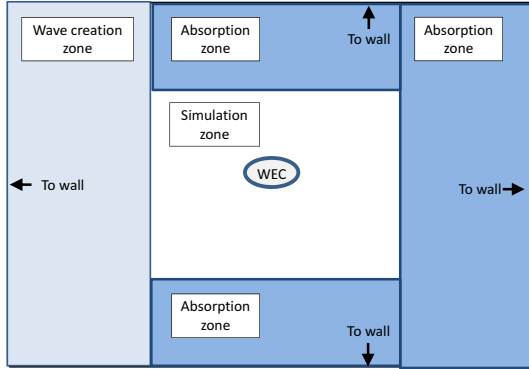 Wave creation
zone
Absorption
zone
To wall
Absorption
zone
Simulation
zone
WEC
To wall
To wall
Absorption
zone
To wall